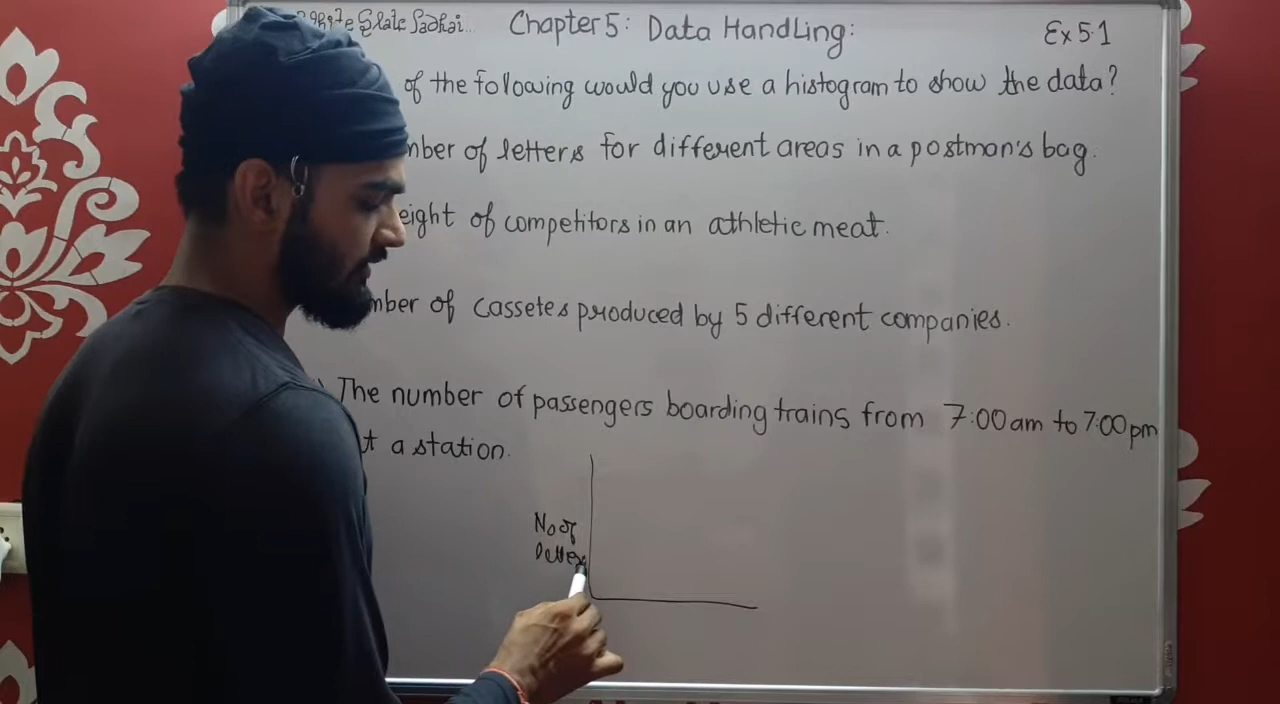 Slate Padhai... Chapter 5: Data Handling: Ex 5.1
of the following would you use a histogram to show the data?
mber of letters for different areas in a postman's bag.
eight of competitors in an athletic meat.
mber of cassetes produced by 5 different companies.
The number of passengers boarding trains from 7:00 am to 7:00 pm
t a station.
No of
letters